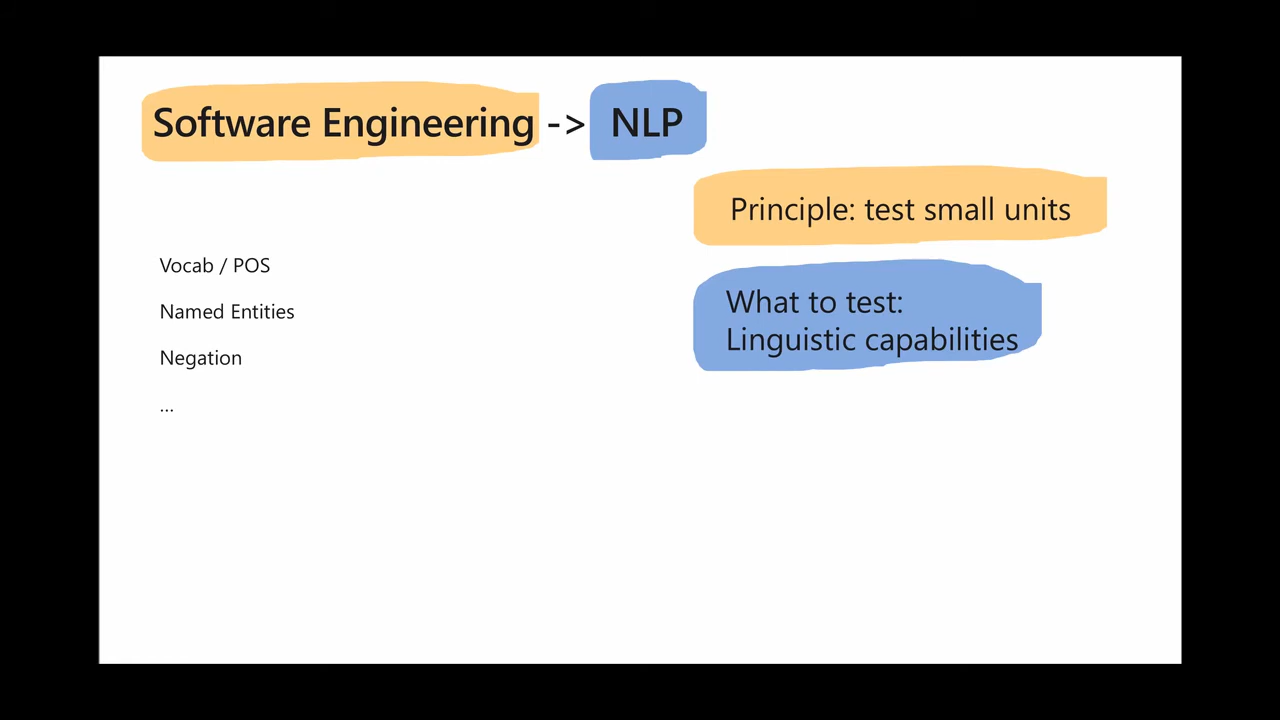 Software Engineering -> NLP
Principle: test small units
Vocab / POS
Named Entities
Negation
...
What to test:
Linguistic capabilities